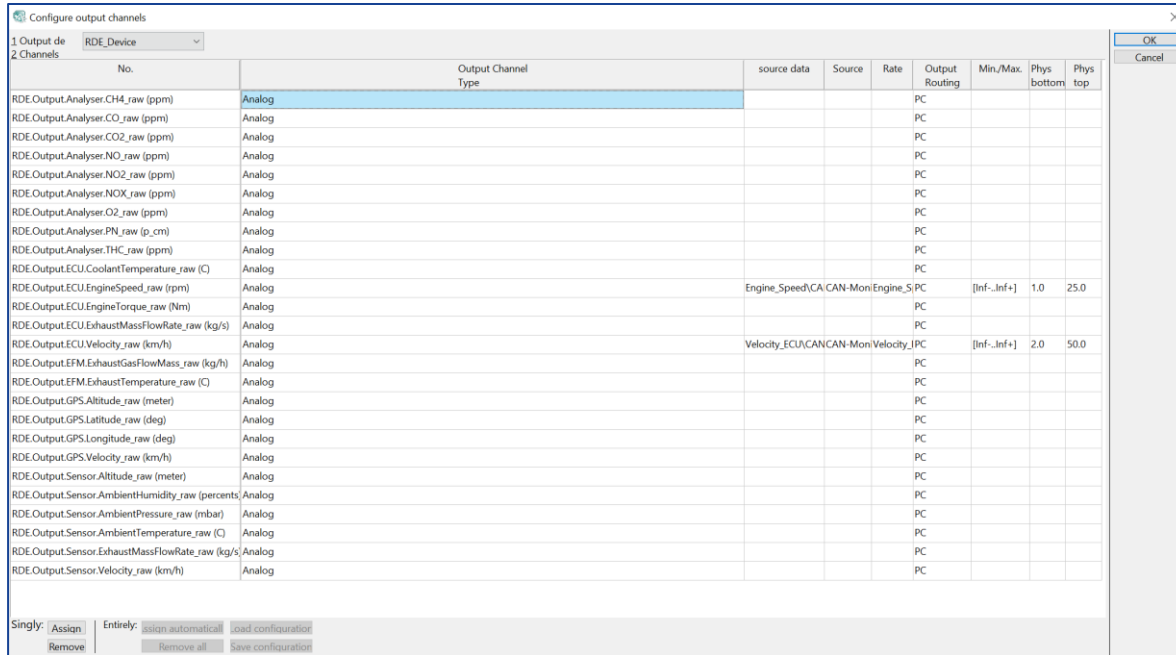 Configure output channels
1 Output de RDE_Device
2 Channels
OK
Cancel
No. Output Channel Type source data Source Rate Output Routing Min./Max. Phys bottom Phys top
RDE.Output.Analyser.CH4_raw (ppm) Analog PC
RDE.Output.Analyser.CO_raw (ppm) Analog PC
RDE.Output.Analyser.CO2_raw (ppm) Analog PC
RDE.Output.Analyser.NO_raw (ppm) Analog PC
RDE.Output.Analyser.NO2_raw (ppm) Analog PC
RDE.Output.Analyser.NOX_raw (ppm) Analog PC
RDE.Output.Analyser.O2_raw (ppm) Analog PC
RDE.Output.Analyser.PN_raw (p_cm) Analog PC
RDE.Output.Analyser.THC_raw (ppm) Analog PC
RDE.Output.ECU.CoolantTemperature_raw (C) Analog PC
RDE.Output.ECU.EngineSpeed_raw (rpm) Analog Engine_Speed\CA CAN-Mon Engine_S PC [Inf-..Inf+] 1.0 25.0
RDE.Output.ECU.EngineTorque_raw (Nm) Analog PC
RDE.Output.ECU.ExhaustMassFlowRate_raw (kg/s) Analog PC
RDE.Output.ECU.Velocity_raw (km/h) Analog Velocity_ECU\CAN CAN-Mon Velocity_ PC [Inf-..Inf+] 2.0 50.0
RDE.Output.EFM.ExhaustGasFlowMass_raw (kg/h) Analog PC
RDE.Output.EFM.ExhaustTemperature_raw (C) Analog PC
RDE.Output.GPS.Altitude_raw (meter) Analog PC
RDE.Output.GPS.Latitude_raw (deg) Analog PC
RDE.Output.GPS.Longitude_raw (deg) Analog PC
RDE.Output.GPS.Velocity_raw (km/h) Analog PC
RDE.Output.Sensor.Altitude_raw (meter) Analog PC
RDE.Output.Sensor.AmbientHumidity_raw (percents) Analog PC
RDE.Output.Sensor.AmbientPressure_raw (mbar) Analog PC
RDE.Output.Sensor.AmbientTemperature_raw (C) Analog PC
RDE.Output.Sensor.ExhaustMassFlowRate_raw (kg/s) Analog PC
RDE.Output.Sensor.Velocity_raw (km/h) Analog PC
Singly: Assign Entirely: ssign automaticall .oad configuration
Remove Remove all Save configuration